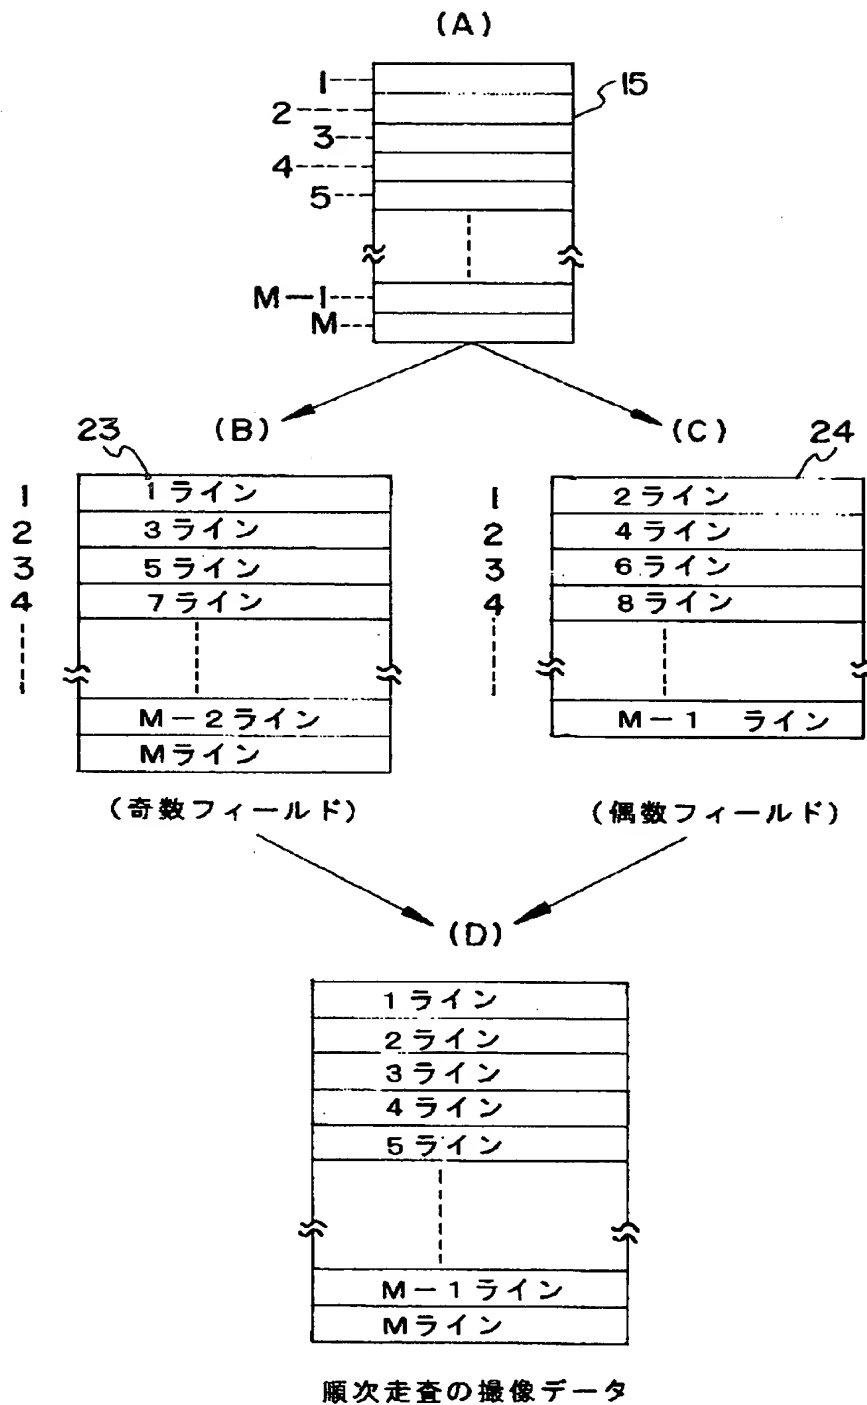 (A)
1
2
3
4
5
M-1
M
15
23
(B)
1
2
3
4
1ライン
3ライン
5ライン
7ライン
M-2ライン
Mライン
(奇数フィールド)
(C)
24
1
2
3
4
2ライン
4ライン
6ライン
8ライン
M-1 ライン
(偶数フィールド)
(D)
1ライン
2ライン
3ライン
4ライン
5ライン
M-1ライン
Mライン
順次走査の撮像データ